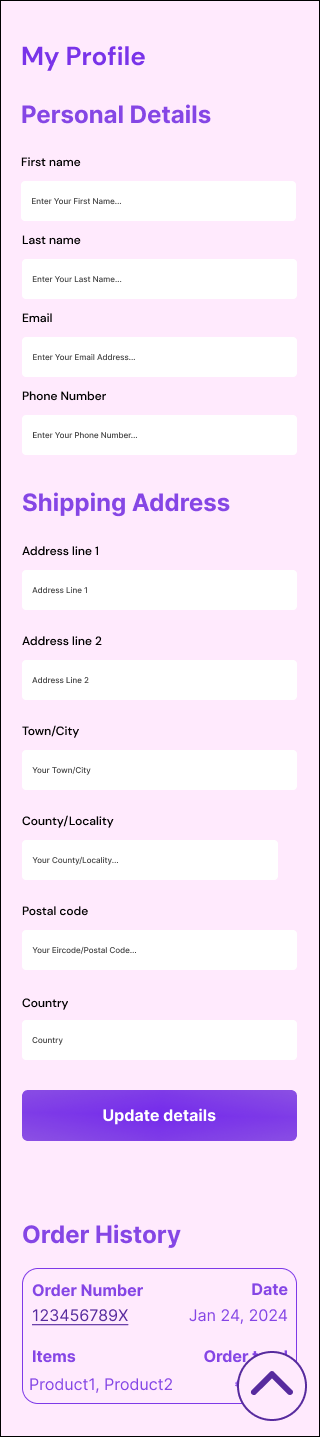 My Profile
Personal Details
First name
Enter Your First Name...
Last name
Enter Your Last Name...
Email
Enter Your Email Address...
Phone Number
Enter Your Phone Number...
Shipping Address
Address line 1
Address Line 1
Address line 2
Address Line 2
Town/City
Your Town/City
County/Locality
Your County/Locality...
Postal code
Your Eircode/Postal Code...
Country
Country
Update details
Order History
Order Number Date
123456789X Jan 24, 2024
Items Order
Product1, Product2